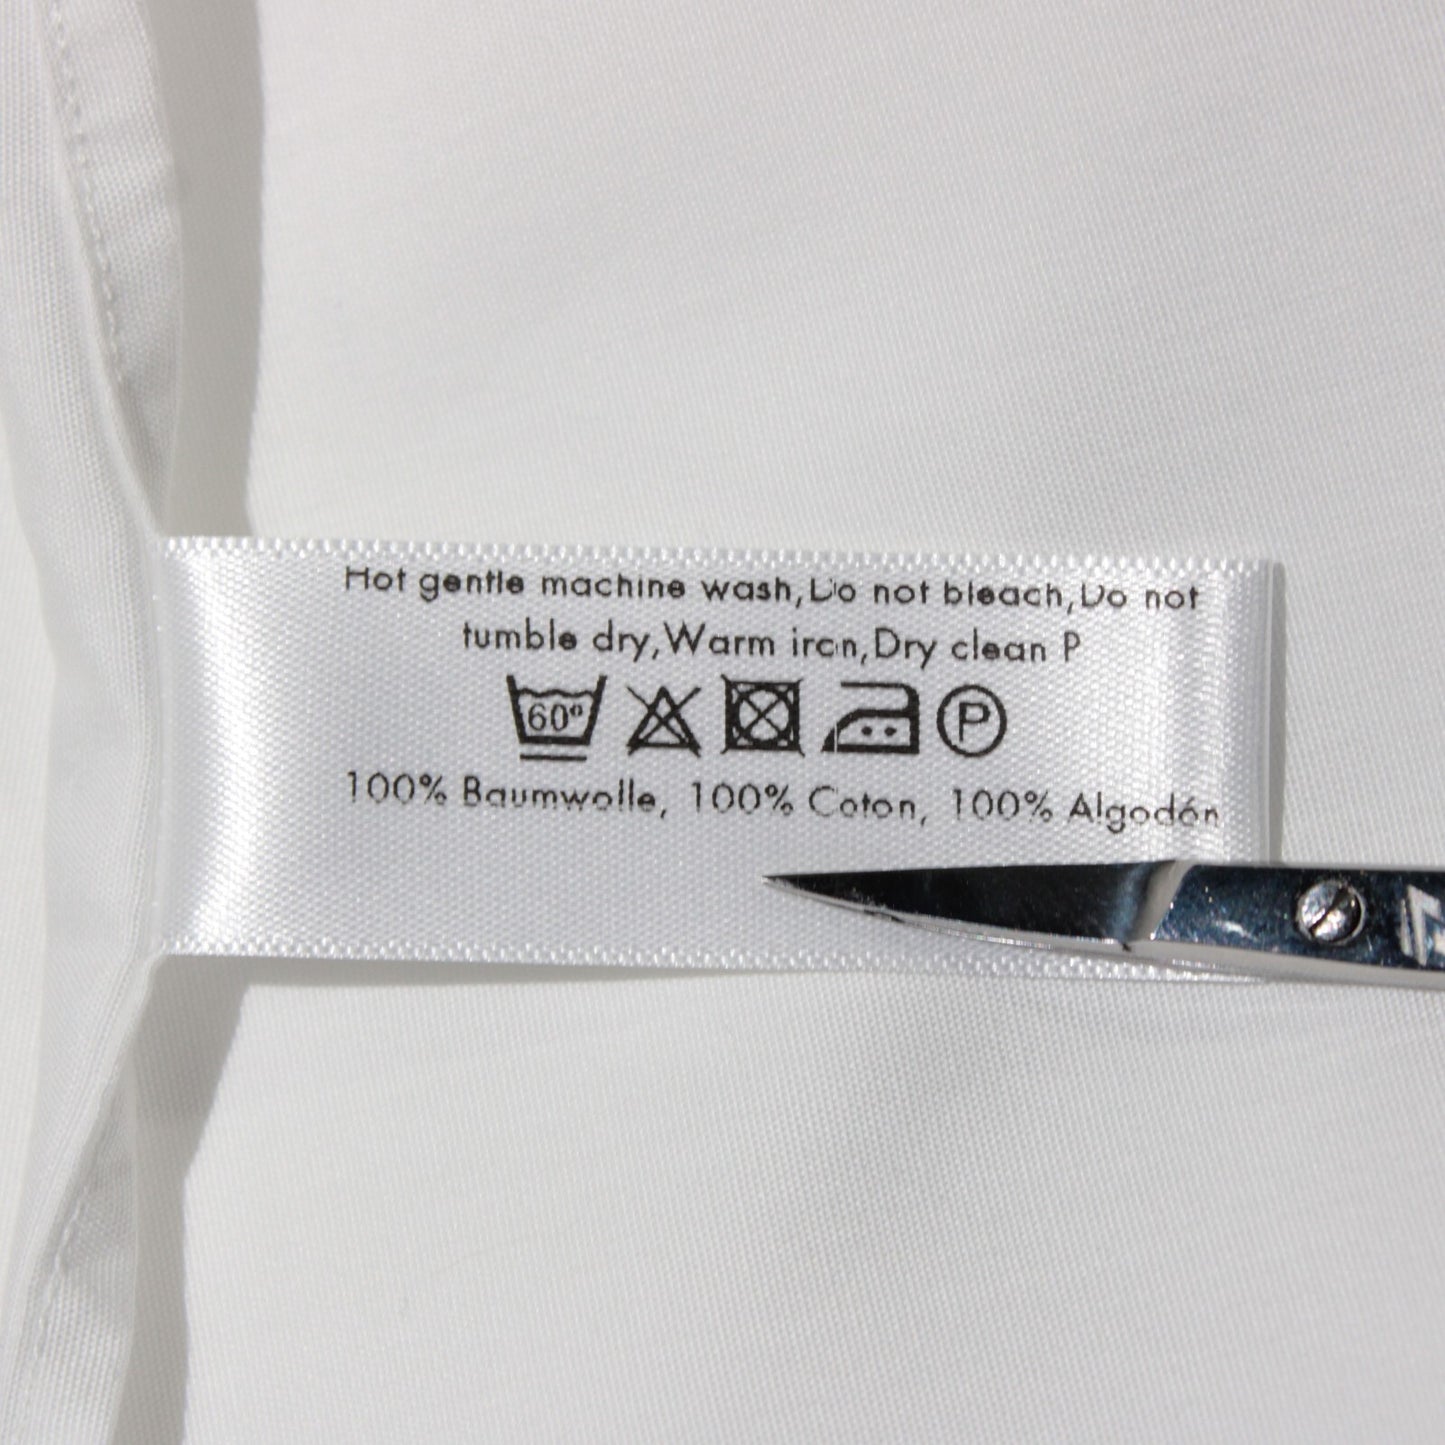 Hot gentle machine wash,Do not bleach,Do not
tumble dry,Warm iron,Dry clean P
60° P
100% Baumwolle, 100% Coton, 100% Algodón